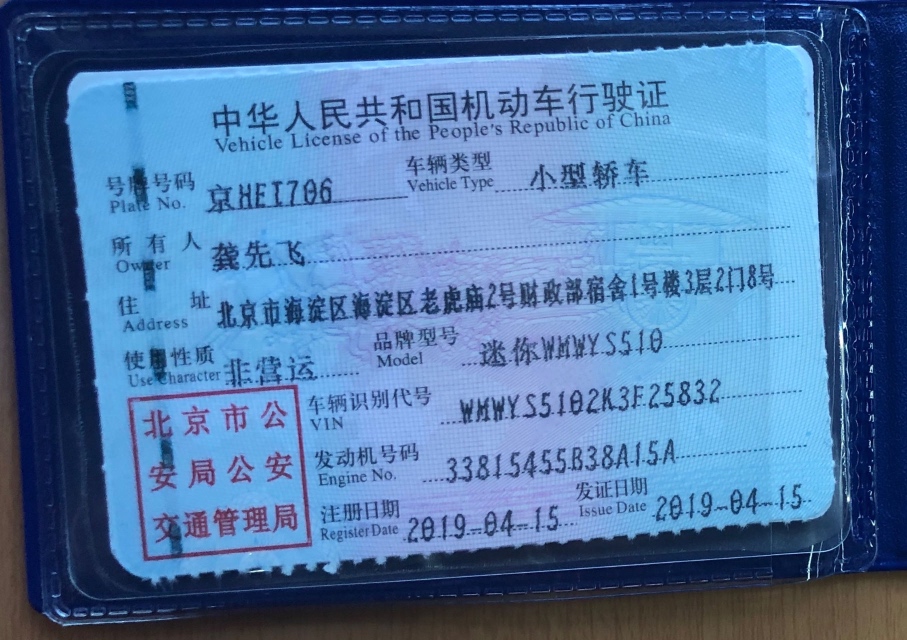 中华人民共和国机动车行驶证
Vehicle License of the People's Republic of China
号牌号码 京HET706 车辆类型 小型轿车
Plate No. Vehicle Type
所有人 龚先飞
Owner
住址 北京市海淀区海淀区老虎庙2号财政部宿舍1号楼3层2门8号
Address
使用性质 非营运 品牌型号 迷你WMWYS510
Use Character Model
北京市公
安局公安
交通管理局
车辆识别代号 WMWYS5102K3F25832
VIN
发动机号码 33815455B38A15A
Engine No.
注册日期 2019-04-15 发证日期 2019-04-15
Register Date Issue Date